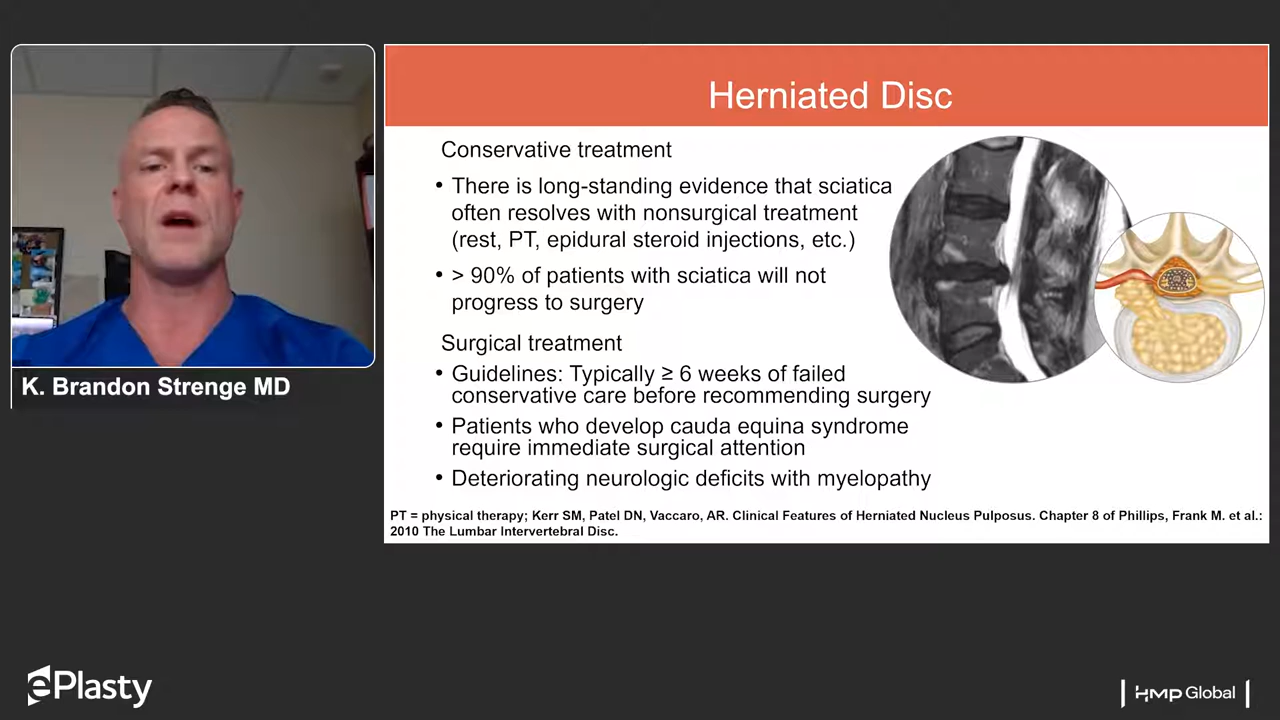 Herniated Disc
Conservative treatment
• There is long-standing evidence that sciatica
often resolves with nonsurgical treatment
(rest, PT, epidural steroid injections, etc.)
• > 90% of patients with sciatica will not
progress to surgery
Surgical treatment
• Guidelines: Typically ≥ 6 weeks of failed
conservative care before recommending surgery
• Patients who develop cauda equina syndrome
require immediate surgical attention
• Deteriorating neurologic deficits with myelopathy
PT = physical therapy; Kerr SM, Patel DN, Vaccaro, AR. Clinical Features of Herniated Nucleus Pulposus. Chapter 8 of Phillips, Frank M. et al.:
2010 The Lumbar Intervertebral Disc.
K. Brandon Strenge MD
ePlasty
HMP Global